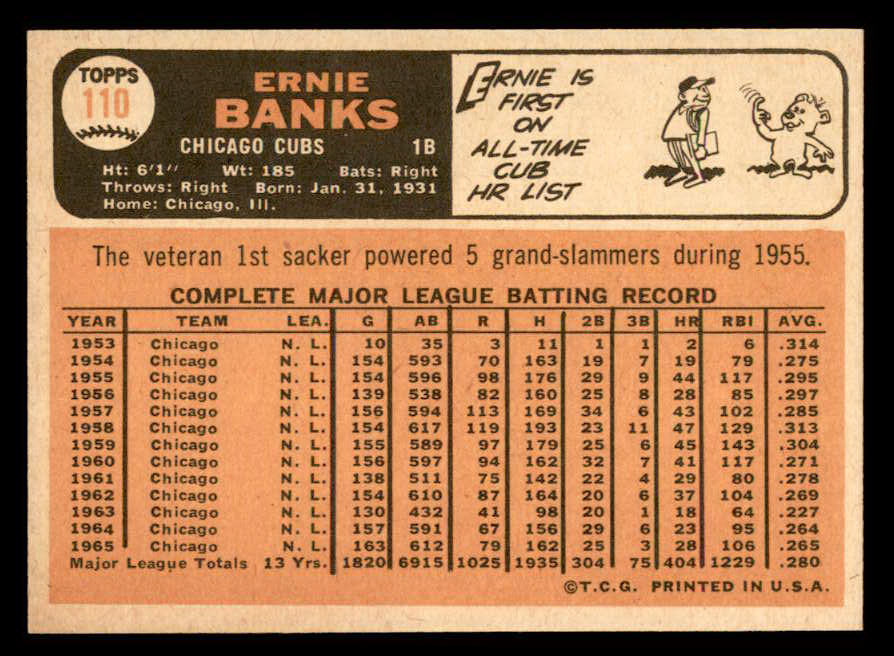 TOPPS
110
ERNIE
BANKS
CHICAGO CUBS 1B
Ht: 6'1" Wt: 185 Bats: Right
Throws: Right Born: Jan. 31, 1931
Home: Chicago, Ill.
ERNIE IS
FIRST
ON
ALL-TIME
CUB
HR LIST
The veteran 1st sacker powered 5 grand-slammers during 1955.
COMPLETE MAJOR LEAGUE BATTING RECORD
YEAR TEAM LEA. G AB R H 2B 3B HR RBI AVG.
1953 Chicago N. L. 10 35 3 11 1 1 2 6 .314
1954 Chicago N. L. 154 593 70 163 19 7 19 79 .275
1955 Chicago N. L. 154 596 98 176 29 9 44 117 .295
1956 Chicago N. L. 139 538 82 160 25 8 28 85 .297
1957 Chicago N. L. 156 594 113 169 34 6 43 102 .285
1958 Chicago N. L. 154 617 119 193 23 11 47 129 .313
1959 Chicago N. L. 155 589 97 179 25 6 45 143 .304
1960 Chicago N. L. 156 597 94 162 32 7 41 117 .271
1961 Chicago N. L. 138 511 75 142 22 4 29 80 .278
1962 Chicago N. L. 154 610 87 164 20 6 37 104 .269
1963 Chicago N. L. 130 432 41 98 20 1 18 64 .227
1964 Chicago N. L. 157 591 67 156 29 6 23 95 .264
1965 Chicago N. L. 163 612 79 162 25 3 28 106 .265
Major League Totals 13 Yrs. 1820 6915 1025 1935 304 75 404 1229 .280
©T.C.G. PRINTED IN U.S.A.